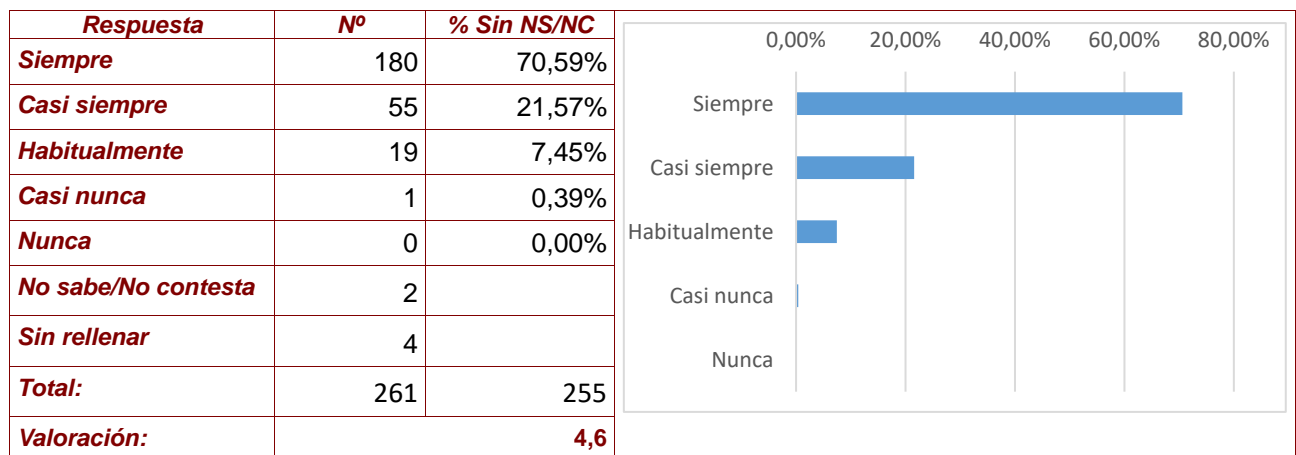 Respuesta Nº % Sin NS/NC
Siempre 180 70,59%
Casi siempre 55 21,57%
Habitualmente 19 7,45%
Casi nunca 1 0,39%
Nunca 0 0,00%
No sabe/No contesta 2
Sin rellenar 4
Total: 261 255
Valoración: 4,6
0,00% 20,00% 40,00% 60,00% 80,00%
Siempre
Casi siempre
Habitualmente
Casi nunca
Nunca